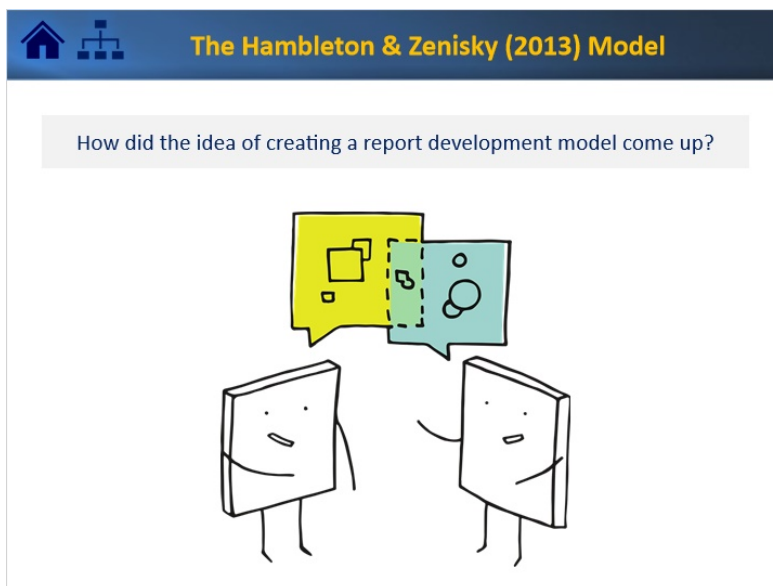 The Hambleton & Zenisky (2013) Model
How did the idea of creating a report development model come up?